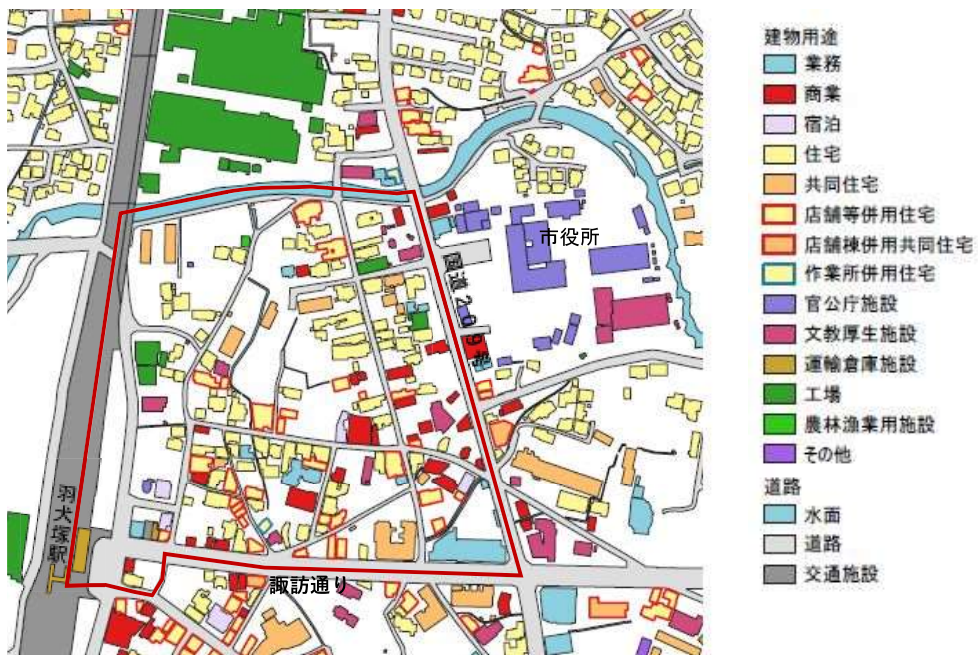 市役所
国道209号
羽犬塚駅
諏訪通り
建物用途
業務
商業
宿泊
住宅
共同住宅
店舗等併用住宅
店舗棟併用共同住宅
作業所併用住宅
官公庁施設
文教厚生施設
運輸倉庫施設
工場
農林漁業用施設
その他
道路
水面
道路
交通施設